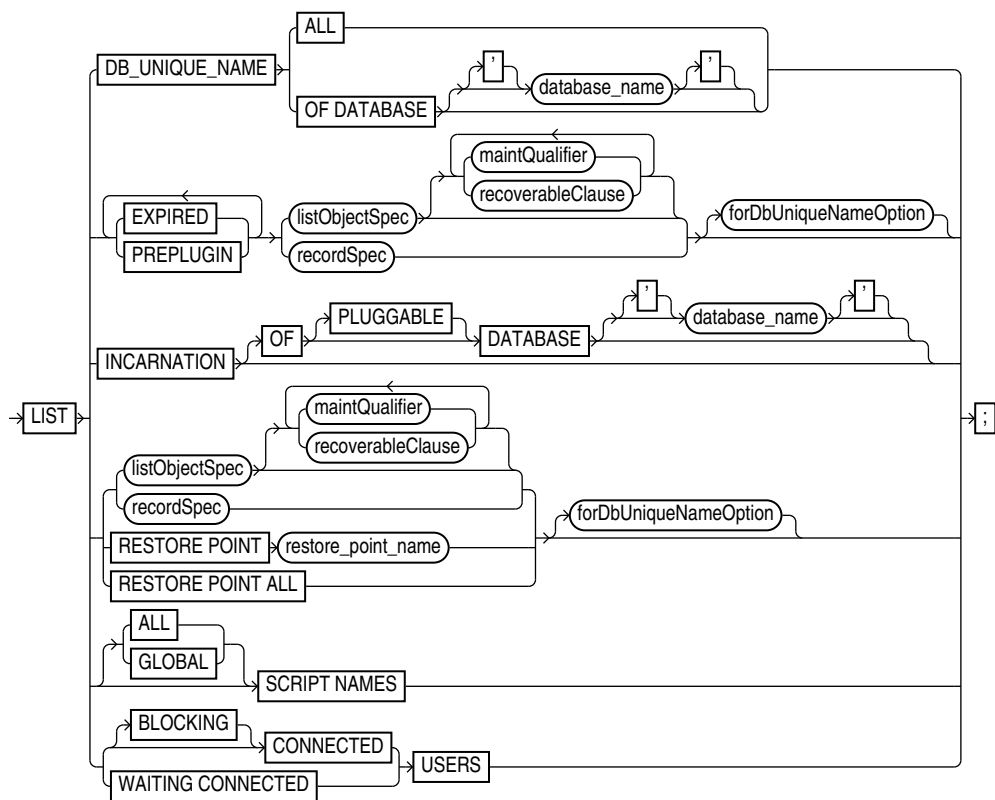 ALL
DB_UNIQUE_NAME
' database_name '
OF DATABASE
maintQualifier
recoverableClause
EXPIRED
PREPLUGIN
listObjectSpec
recordSpec
forDbUniqueNameOption
' '
PLUGGABLE
database_name
OF
DATABASE
INCARNATION
LIST
;
maintQualifier
recoverableClause
listObjectSpec
recordSpec
forDbUniqueNameOption
RESTORE POINT restore_point_name
RESTORE POINT ALL
ALL
GLOBAL
SCRIPT NAMES
BLOCKING
CONNECTED
USERS
WAITING CONNECTED